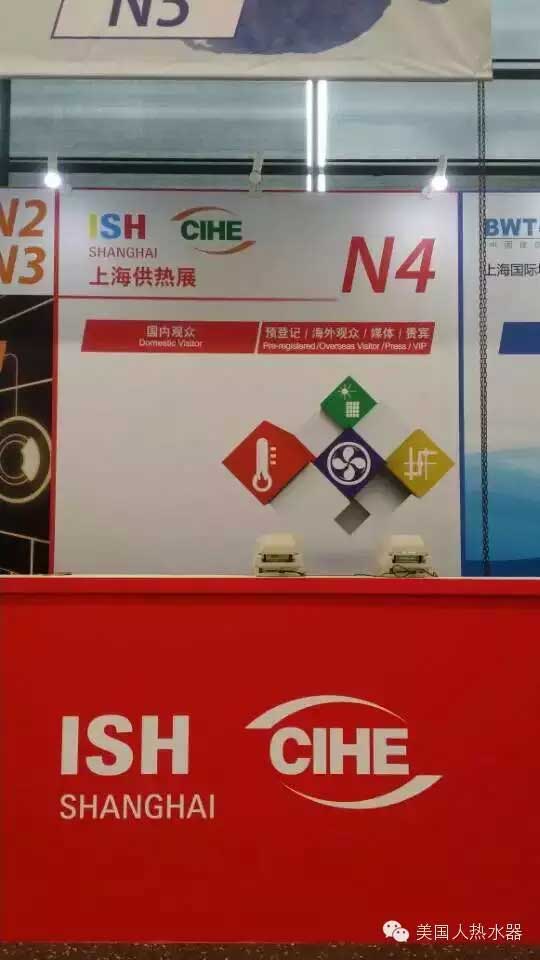 N5
N2
N3
ISH
SHANGHAI
CIHE
上海供热展
N4
国内观众
Domestic Visitor
预登记 / 海外观众 / 媒体 / 贵宾
Pre-registered / Overseas Visitor / Press / VIP
BWT
上海国际
ISH
SHANGHAI
CIHE
美国人热水器